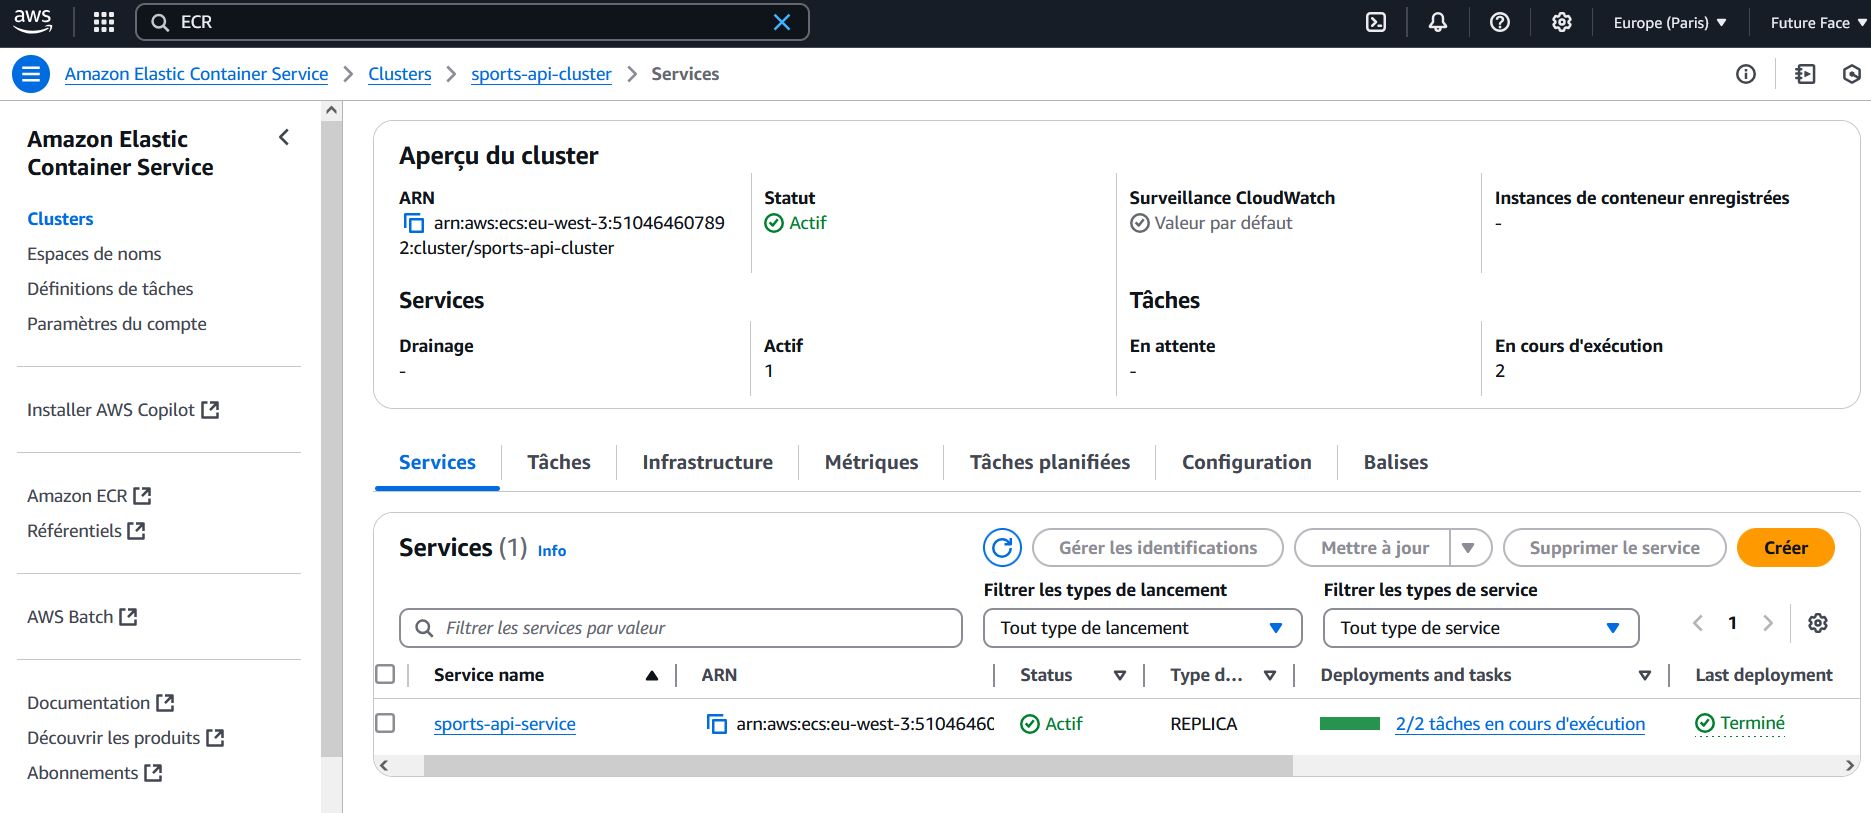 aws
ECR
Europe (Paris)
Future Face
Amazon Elastic Container Service
Clusters
sports-api-cluster
Services
Amazon Elastic
Container Service
Clusters
Espaces de noms
Définitions de tâches
Paramètres du compte
Installer AWS Copilot
Amazon ECR
Référentiels
AWS Batch
Documentation
Découvrir les produits
Abonnements
Aperçu du cluster
ARN
arn:aws:ecs:eu-west-3:51046460789
2:cluster/sports-api-cluster
Statut
Actif
Surveillance CloudWatch
Valeur par défaut
Instances de conteneur enregistrées
-
Services
Tâches
Drainage
-
Actif
1
En attente
-
En cours d'exécution
2
Services
Tâches
Infrastructure
Métriques
Tâches planifiées
Configuration
Balises
Services (1) Info
Gérer les identifications
Mettre à jour
Supprimer le service
Créer
Filtrer les types de lancement
Filtrer les types de service
Filtrer les services par valeur
Tout type de lancement
Tout type de service
1
Service name
ARN
Status
Type d...
Deployments and tasks
Last deployment
sports-api-service
arn:aws:ecs:eu-west-3:51046460
Actif
REPLICA
2/2 tâches en cours d'exécution
Terminé